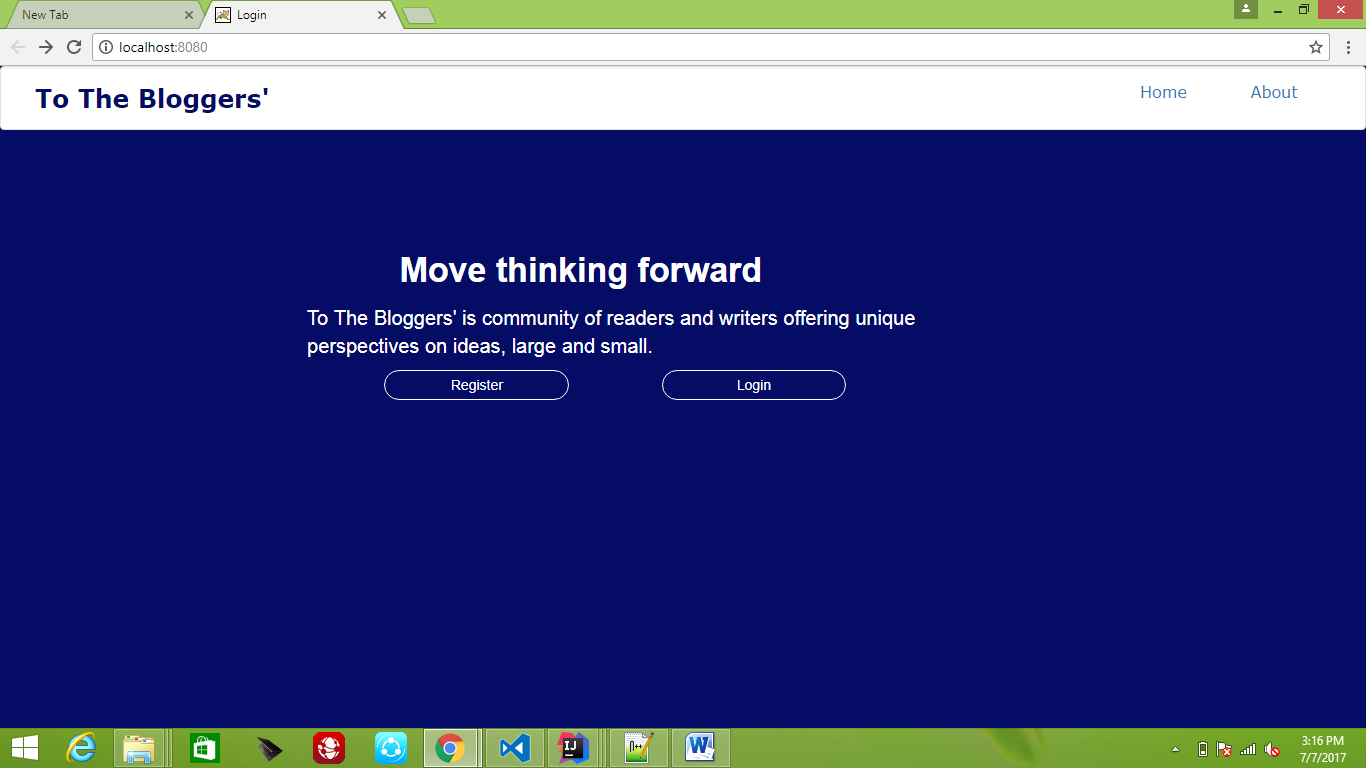 New Tab
Login
localhost:8080
To The Bloggers'
Home
About
Move thinking forward
To The Bloggers' is community of readers and writers offering unique
perspectives on ideas, large and small.
Register
Login
3:16 PM
7/7/2017